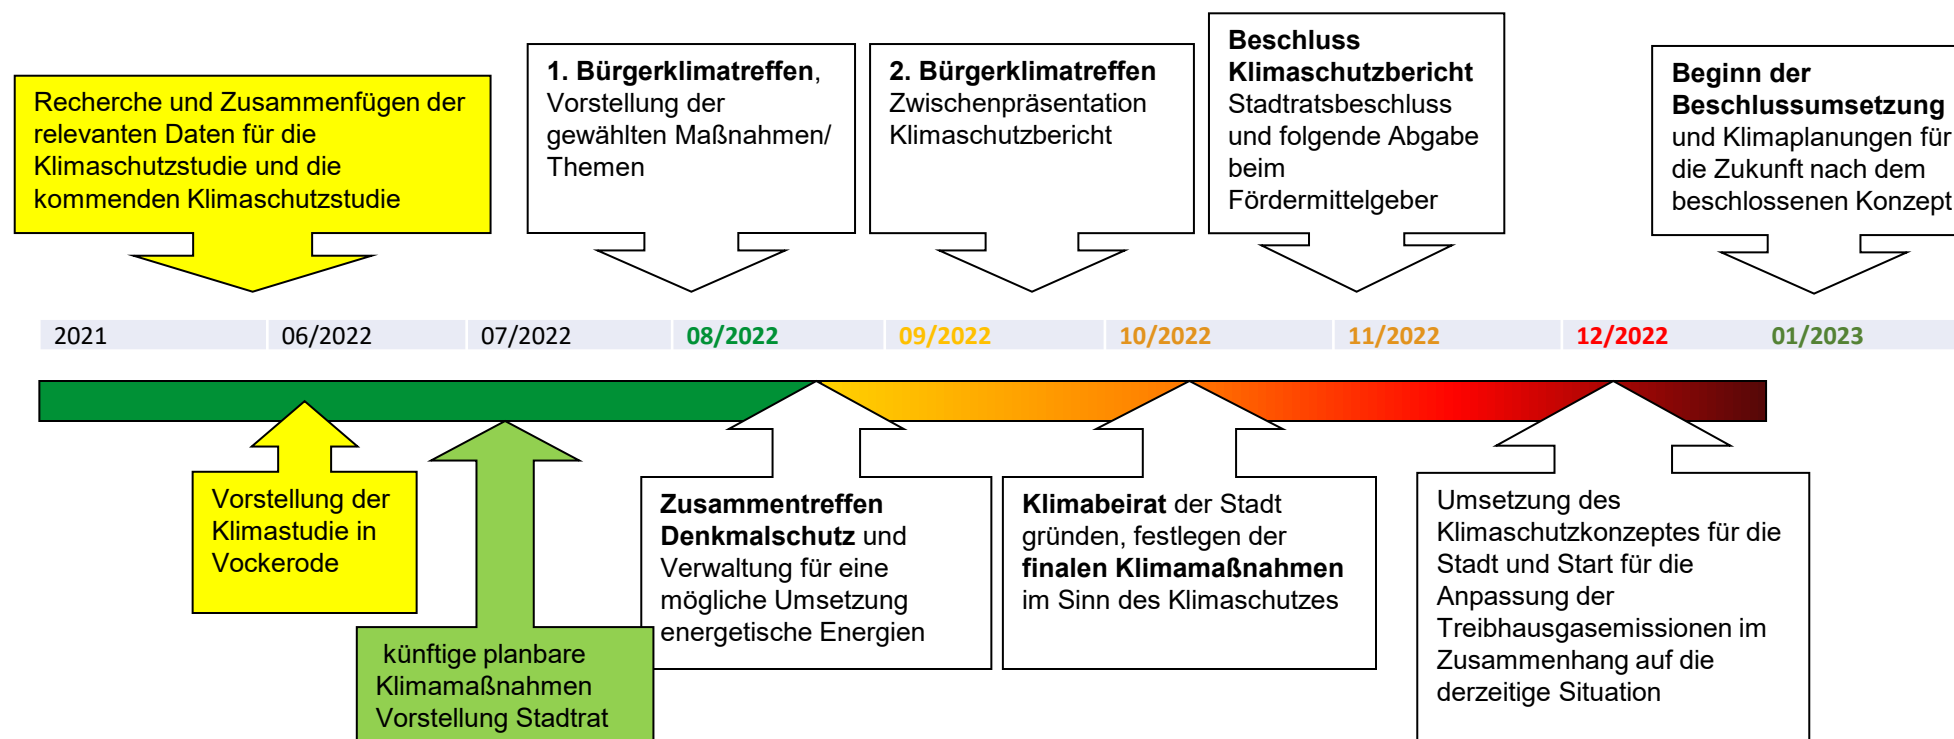 Recherche und Zusammenfügen der
relevanten Daten für die
Klimaschutzstudie und die
kommenden Klimaschutzstudie
1. Bürgerklimatreffen,
Vorstellung der
gewählten Maßnahmen/
Themen
2. Bürgerklimatreffen
Zwischenpräsentation
Klimaschutzbericht
Beschluss
Klimaschutzbericht
Stadtratsbeschluss
und folgende Abgabe
beim
Fördermittelgeber
Beginn der
Beschlussumsetzung
und Klimaplanungen für
die Zukunft nach dem
beschlossenen Konzept
2021 06/2022 07/2022 08/2022 09/2022 10/2022 11/2022 12/2022 01/2023
Vorstellung der
Klimastudie in
Vockerode
künftige planbare
Klimamaßnahmen
Vorstellung Stadtrat
Zusammentreffen
Denkmalschutz und
Verwaltung für eine
mögliche Umsetzung
energetische Energien
Klimabeirat der Stadt
gründen, festlegen der
finalen Klimamaßnahmen
im Sinn des Klimaschutzes
Umsetzung des
Klimaschutzkonzeptes für die
Stadt und Start für die
Anpassung der
Treibhausgasemissionen im
Zusammenhang auf die
derzeitige Situation